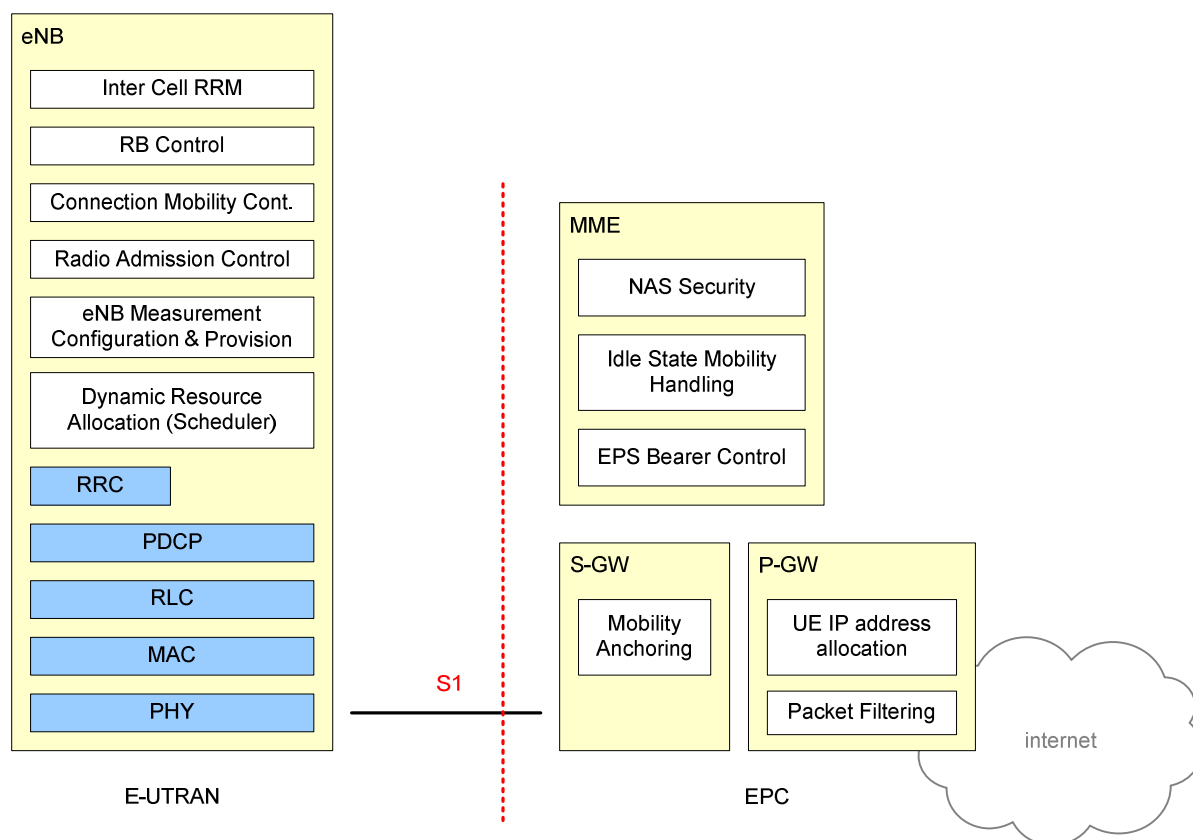 eNB
Inter Cell RRM
RB Control
Connection Mobility Cont.
Radio Admission Control
eNB Measurement
Configuration & Provision
Dynamic Resource
Allocation (Scheduler)
RRC
PDCP
RLC
MAC
PHY
E-UTRAN
S1
MME
NAS Security
Idle State Mobility
Handling
EPS Bearer Control
S-GW
Mobility
Anchoring
P-GW
UE IP address
allocation
Packet Filtering
internet
EPC